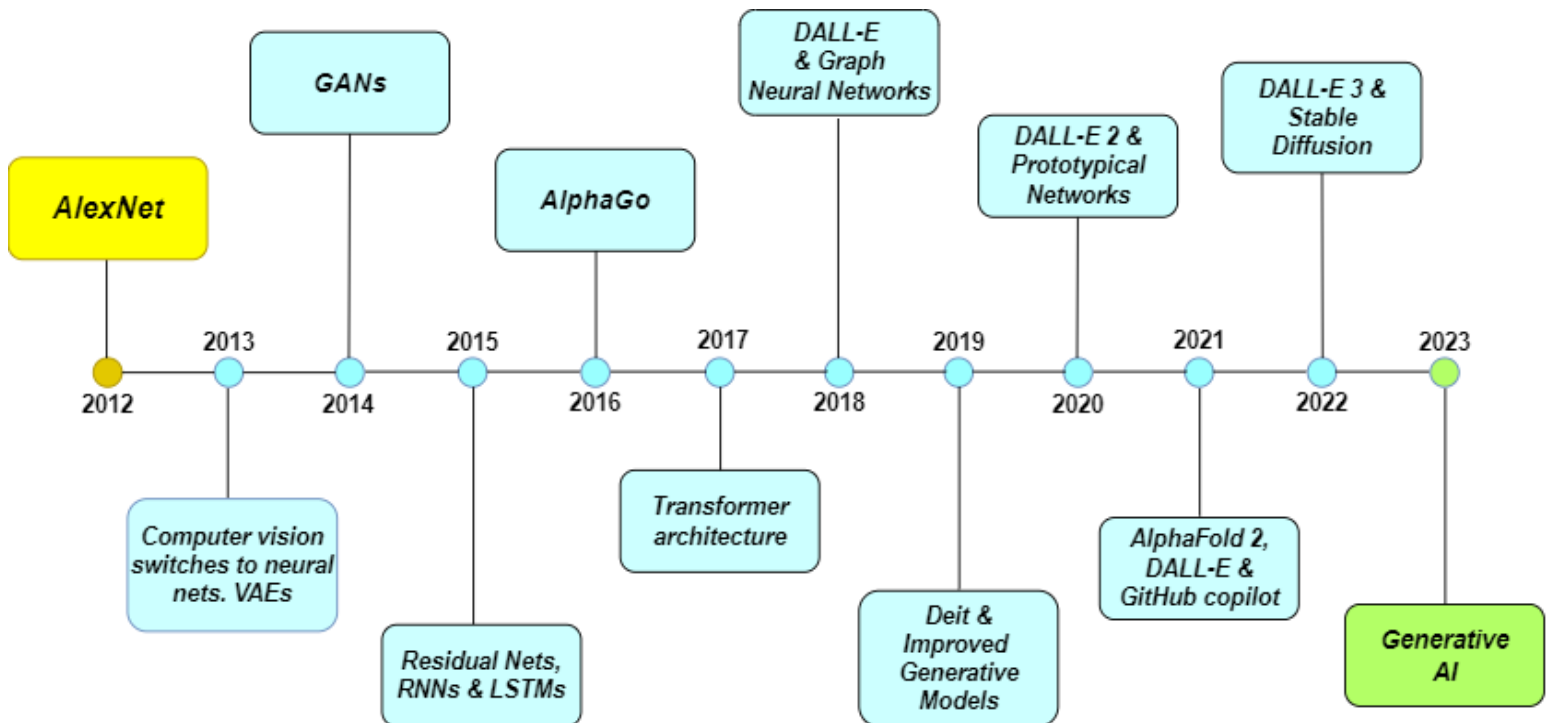 DALL-E
& Graph
Neural Networks
GANs
DALL-E 3 &
Stable
Diffusion
DALL-E 2 &
Prototypical
Networks
AlexNet
AlphaGo
2013
2015
2017
2019
2021
2023
2012
2014
2016
2018
2020
2022
Computer vision
switches to neural
nets. VAEs
Transformer
architecture
AlphaFold 2,
DALL-E &
GitHub copilot
Deit &
Improved
Generative
Models
Residual Nets,
RNNs & LSTMs
Generative
AI